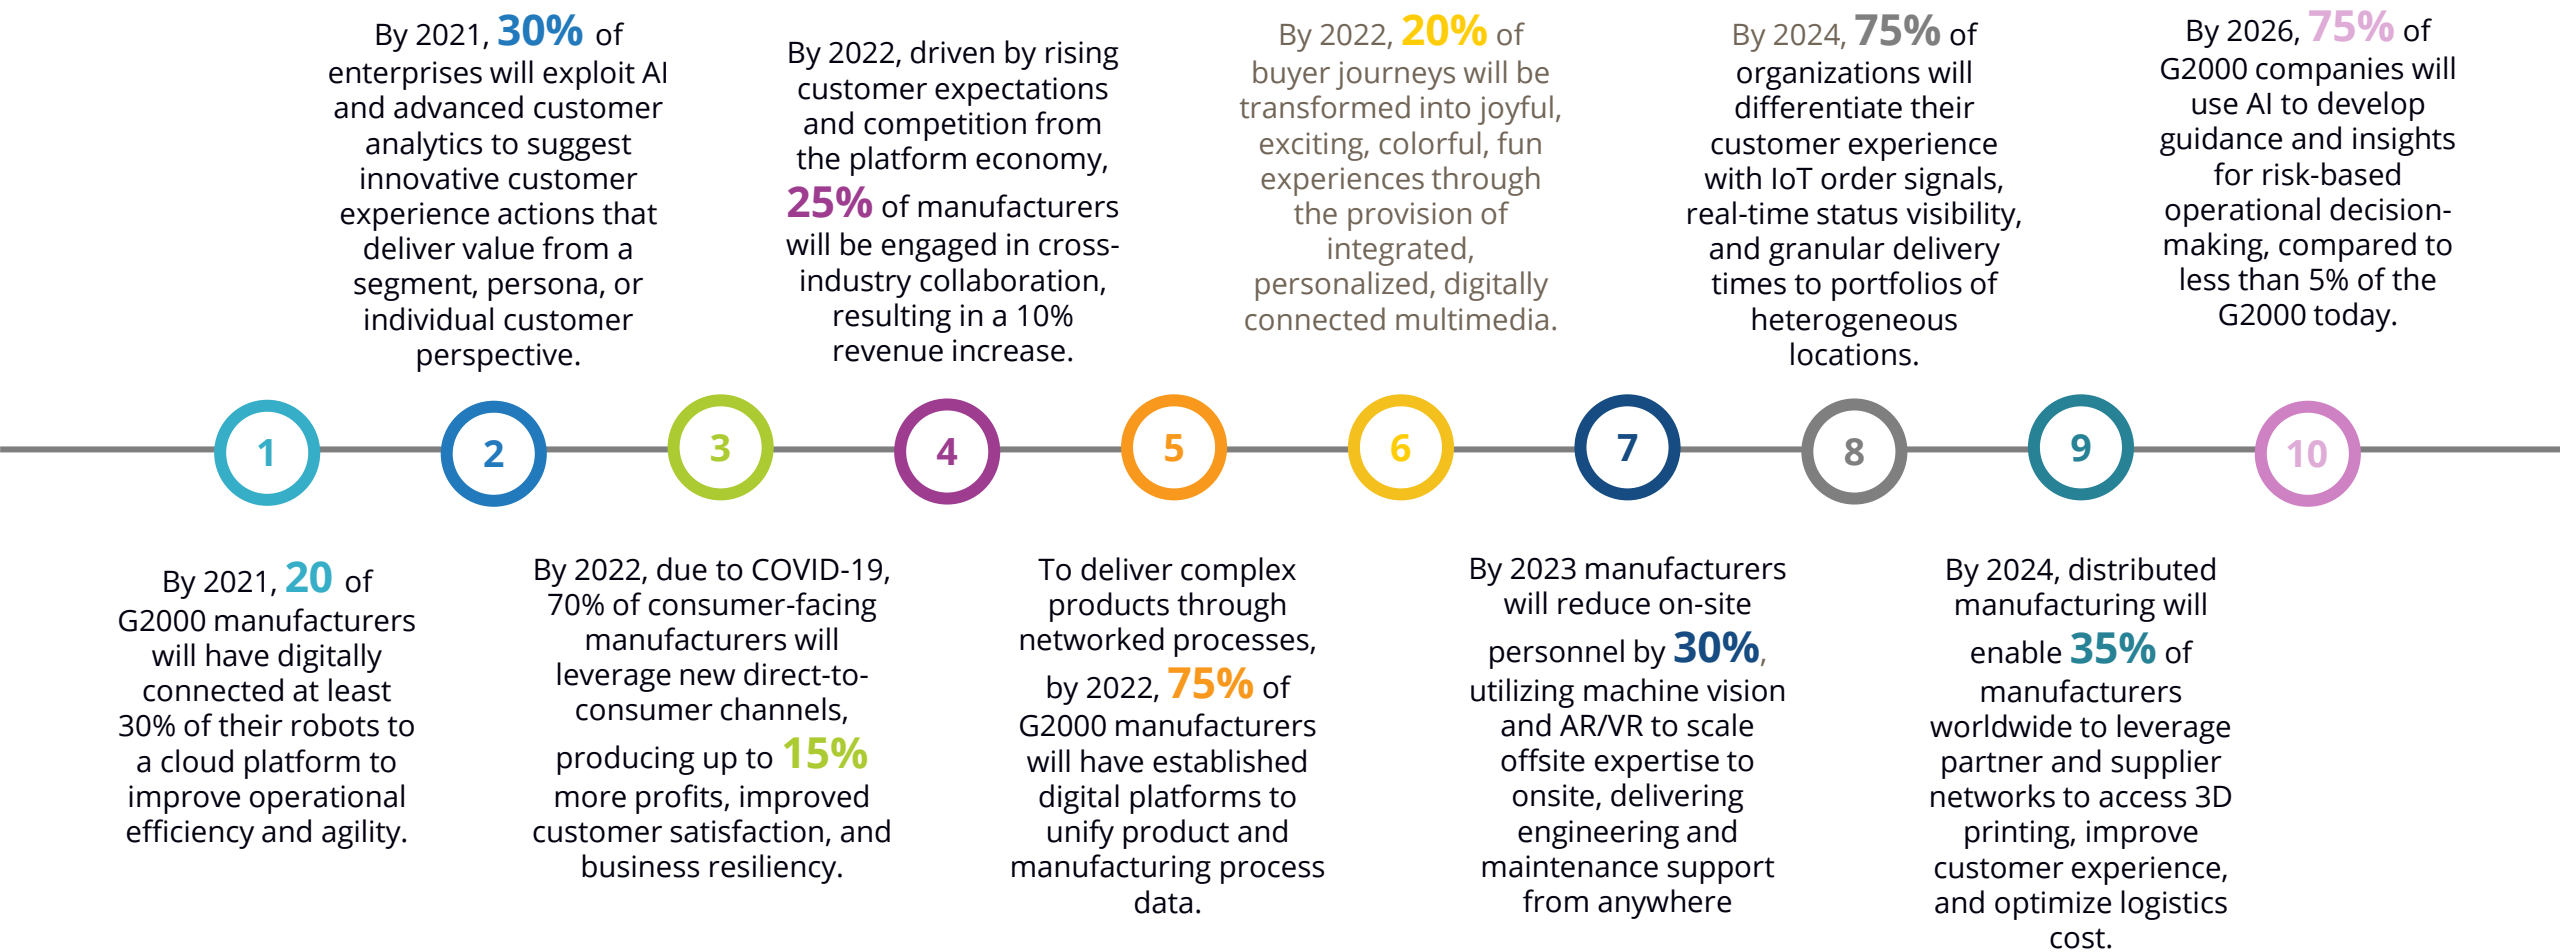 By 2021, 30% of
enterprises will exploit AI
and advanced customer
analytics to suggest
innovative customer
experience actions that
deliver value from a
segment, persona, or
individual customer
perspective.
By 2022, driven by rising
customer expectations
and competition from
the platform economy,
25% of manufacturers
will be engaged in cross-
industry collaboration,
resulting in a 10%
revenue increase.
By 2022, 20% of
buyer journeys will be
transformed into joyful,
exciting, colorful, fun
experiences through
the provision of
integrated,
personalized, digitally
connected multimedia.
By 2024, 75% of
organizations will
differentiate their
customer experience
with IoT order signals,
real-time status visibility,
and granular delivery
times to portfolios of
heterogeneous
locations.
By 2026, 75% of
G2000 companies will
use AI to develop
guidance and insights
for risk-based
operational decision-
making, compared to
less than 5% of the
G2000 today.
1
2
3
4
5
6
7
8
9
10
By 2021, 20 of
G2000 manufacturers
will have digitally
connected at least
30% of their robots to
a cloud platform to
improve operational
efficiency and agility.
By 2022, due to COVID-19,
70% of consumer-facing
manufacturers will
leverage new direct-to-
consumer channels,
producing up to 15%
more profits, improved
customer satisfaction, and
business resiliency.
To deliver complex
products through
networked processes,
by 2022, 75% of
G2000 manufacturers
will have established
digital platforms to
unify product and
manufacturing process
data.
By 2023 manufacturers
will reduce on-site
personnel by 30%,
utilizing machine vision
and AR/VR to scale
offsite expertise to
onsite, delivering
engineering and
maintenance support
from anywhere
By 2024, distributed
manufacturing will
enable 35% of
manufacturers
worldwide to leverage
partner and supplier
networks to access 3D
printing, improve
customer experience,
and optimize logistics
cost.